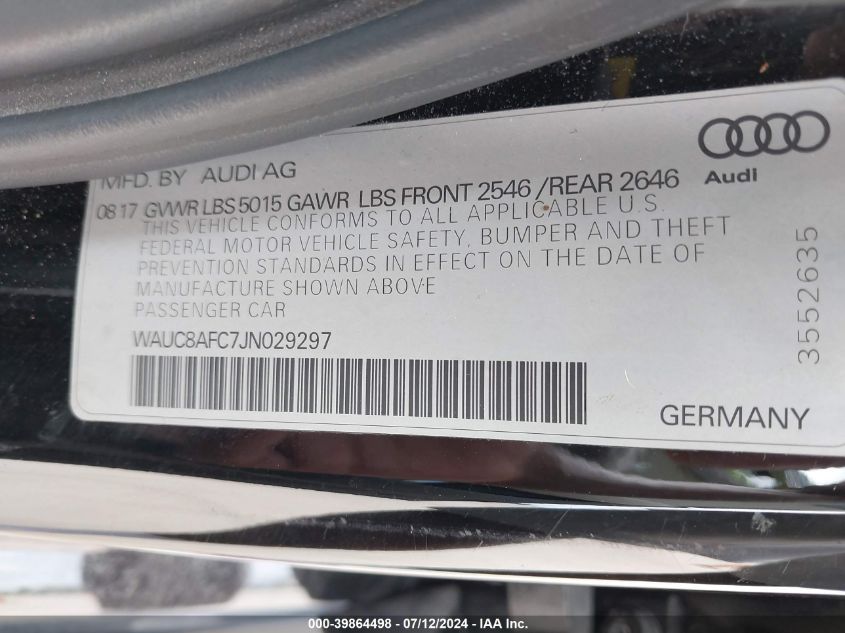 MFD. BY AUDI AG
Audi
08 17 GVWR LBS 5015 GAWR LBS FRONT 2546 /REAR 2646
THIS VEHICLE CONFORMS TO ALL APPLICABLE U.S.
FEDERAL MOTOR VEHICLE SAFETY, BUMPER AND THEFT
PREVENTION STANDARDS IN EFFECT ON THE DATE OF
MANUFACTURE SHOWN ABOVE
PASSENGER CAR
WAUC8AFC7JN029297
3552635
GERMANY
000-39864498 - 07/12/2024 - IAA Inc.